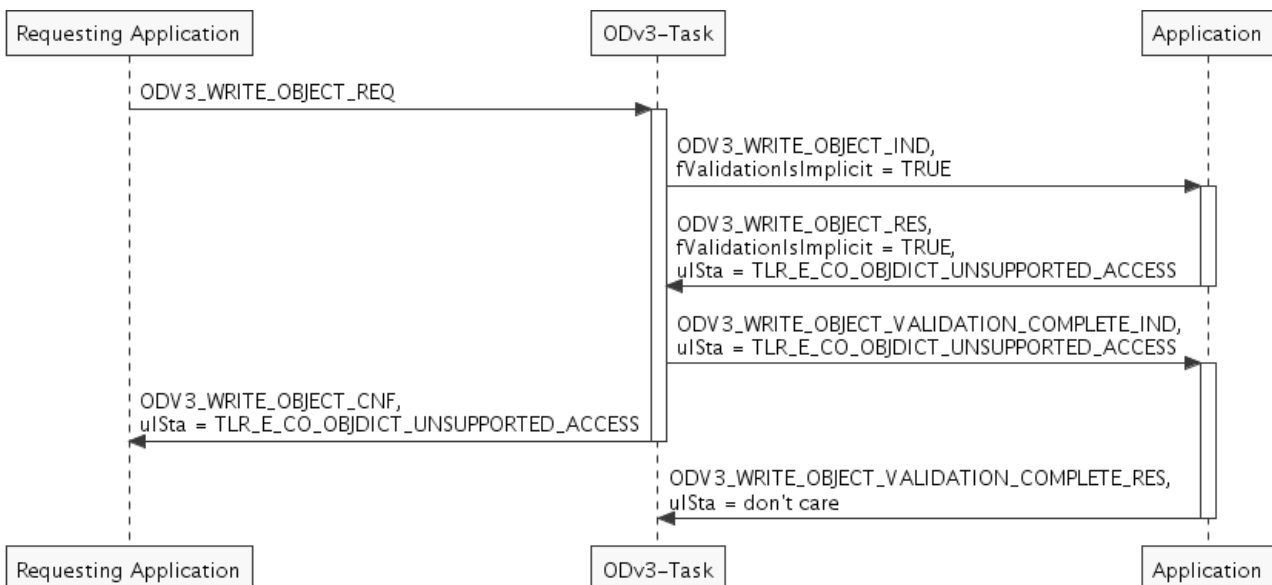 Requesting Application
ODv3-Task
Application
ODV3_WRITE_OBJECT_REQ
ODV3_WRITE_OBJECT_IND,
fValidationIsImplicit = TRUE
ODV3_WRITE_OBJECT_RES,
fValidationIsImplicit = TRUE,
ulSta = TLR_E_CO_OBJDICT_UNSUPPORTED_ACCESS
ODV3_WRITE_OBJECT_VALIDATION_COMPLETE_IND,
ulSta = TLR_E_CO_OBJDICT_UNSUPPORTED_ACCESS
ODV3_WRITE_OBJECT_CNF,
ulSta = TLR_E_CO_OBJDICT_UNSUPPORTED_ACCESS
ODV3_WRITE_OBJECT_VALIDATION_COMPLETE_RES,
ulSta = don't care
Requesting Application
ODv3-Task
Application